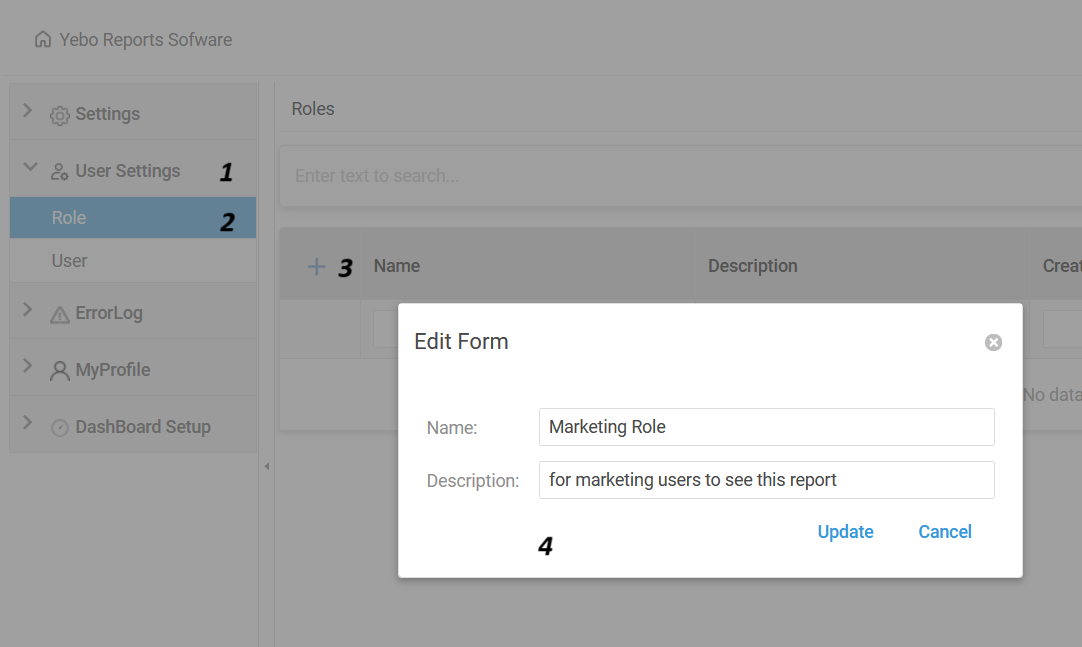 Yebo Reports Sofware
Settings
User Settings 1
Role 2
User
ErrorLog
MyProfile
DashBoard Setup
Roles
Enter text to search...
3 Name Description Creat
No data
Edit Form
Name: Marketing Role
Description: for marketing users to see this report
Update Cancel
4